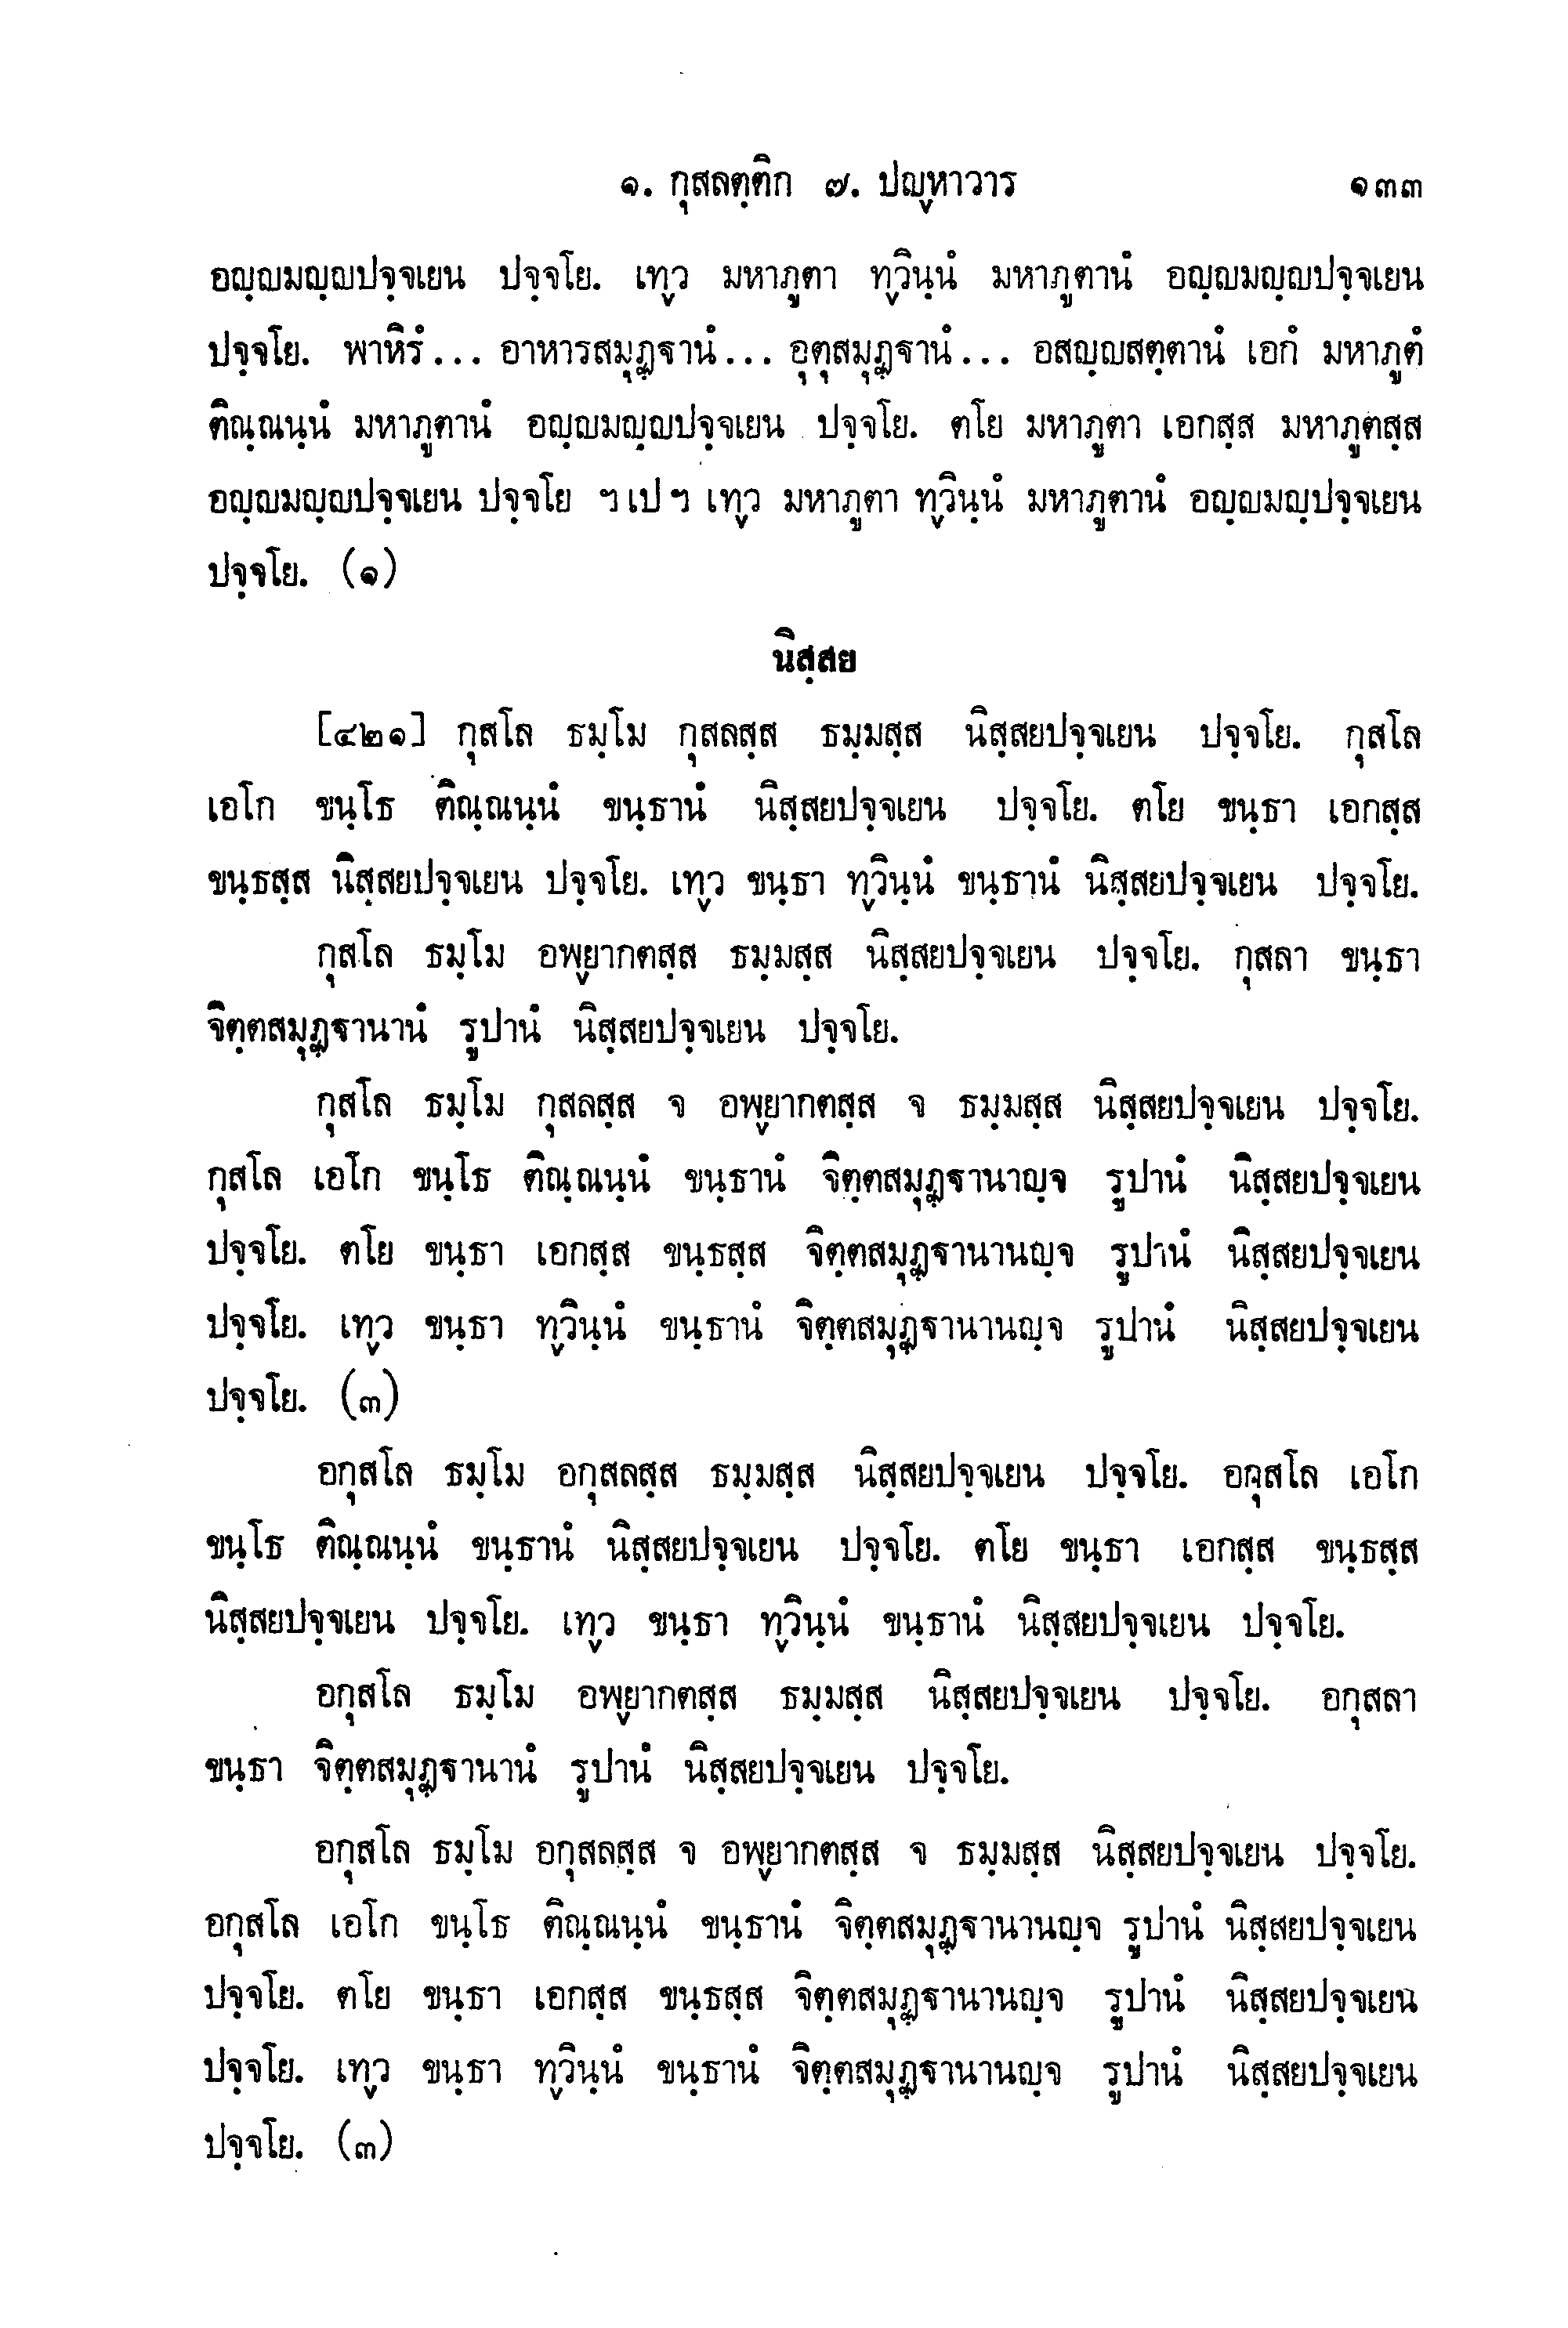 ๑. กุสลตฺติก ๗. ปญฺหาวาร ๑๓๓
อญฺญมญฺญปจฺจเยน ปจฺจโย. เทฺว มหาภูตา ทฺวินฺนํ มหาภูตานํ อญฺญมญฺญปจฺจเยน
ปจฺจโย. พาหิรํ... อาหารสมุฏฺฐานํ... อุตุสมุฏฺฐานํ... อสญฺญสตฺตานํ เอกํ มหาภูตํ
ติณฺณนฺนํ มหาภูตานํ อญฺญมญฺญปจฺจเยน ปจฺจโย. ตโย มหาภูตา เอกสฺส มหาภูตสฺส
อญฺญมญฺญปจฺจเยน ปจฺจโย ฯเปฯ เทฺว มหาภูตา ทฺวินฺนํ มหาภูตานํ อญฺญมญฺปจฺจเยน
ปจฺจโย. (๑)
นิสฺสย
[๔๒๑] กุสโล ธมฺโม กุสลสฺส ธมฺมสฺส นิสฺสยปจฺจเยน ปจฺจโย. กุสโล
เอโก ขนฺโธ ติณฺณนฺนํ ขนฺธานํ นิสฺสยปจฺจเยน ปจฺจโย. ตโย ขนฺธา เอกสฺส
ขนฺธสฺส นิสฺสยปจฺจเยน ปจฺจโย. เทฺว ขนฺธา ทฺวินฺนํ ขนฺธานํ นิสฺสยปจฺจเยน ปจฺจโย.
กุสโล ธมฺโม อพฺยากตสฺส ธมฺมสฺส นิสฺสยปจฺจเยน ปจฺจโย. กุสลา ขนฺธา
จิตฺตสมุฏฺฐานานํ รูปานํ นิสฺสยปจฺจเยน ปจฺจโย.
กุสโล ธมฺโม กุสลสฺส จ อพฺยากตสฺส จ ธมฺมสฺส นิสฺสยปจฺจเยน ปจฺจโย.
กุสโล เอโก ขนฺโธ ติณฺณนฺนํ ขนฺธานํ จิตฺตสมุฏฺฐานาญฺจ รูปานํ นิสฺสยปจฺจเยน
ปจฺจโย. ตโย ขนฺธา เอกสฺส ขนฺธสฺส จิตฺตสมุฏฺฐานานญฺจ รูปานํ นิสฺสยปจฺจเยน
ปจฺจโย. เทฺว ขนฺธา ทฺวินฺนํ ขนฺธานํ จิตฺตสมุฏฺฐานานญฺจ รูปานํ นิสฺสยปจฺจเยน
ปจฺจโย. (๓)
อกุสโล ธมฺโม อกุสลสฺส ธมฺมสฺส นิสฺสยปจฺจเยน ปจฺจโย. อกุสโล เอโก
ขนฺโธ ติณฺณนฺนํ ขนฺธานํ นิสฺสยปจฺจเยน ปจฺจโย. ตโย ขนฺธา เอกสฺส ขนฺธสฺส
นิสฺสยปจฺจเยน ปจฺจโย. เทฺว ขนฺธา ทฺวินฺนํ ขนฺธานํ นิสฺสยปจฺจเยน ปจฺจโย.
อกุสโล ธมฺโม อพฺยากตสฺส ธมฺมสฺส นิสฺสยปจฺจเยน ปจฺจโย. อกุสลา
ขนฺธา จิตฺตสมุฏฺฐานานํ รูปานํ นิสฺสยปจฺจเยน ปจฺจโย.
อกุสโล ธมฺโม อกุสลสฺส จ อพฺยากตสฺส จ ธมฺมสฺส นิสฺสยปจฺจเยน ปจฺจโย.
อกุสโล เอโก ขนฺโธ ติณฺณนฺนํ ขนฺธานํ จิตฺตสมุฏฺฐานานญฺจ รูปานํ นิสฺสยปจฺจเยน
ปจฺจโย. ตโย ขนฺธา เอกสฺส ขนฺธสฺส จิตฺตสมุฏฺฐานานญฺจ รูปานํ นิสฺสยปจฺจเยน
ปจฺจโย. เทฺว ขนฺธา ทฺวินฺนํ ขนฺธานํ จิตฺตสมุฏฺฐานานญฺจ รูปานํ นิสฺสยปจฺจเยน
ปจฺจโย. (๓)